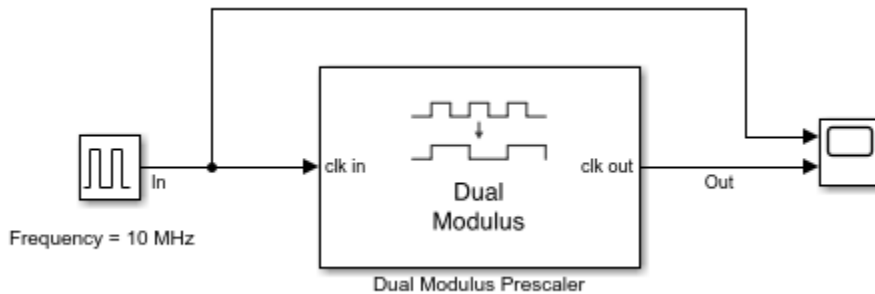 In
clk in
clk out
Dual
Modulus
Out
Frequency = 10 MHz
Dual Modulus Prescaler